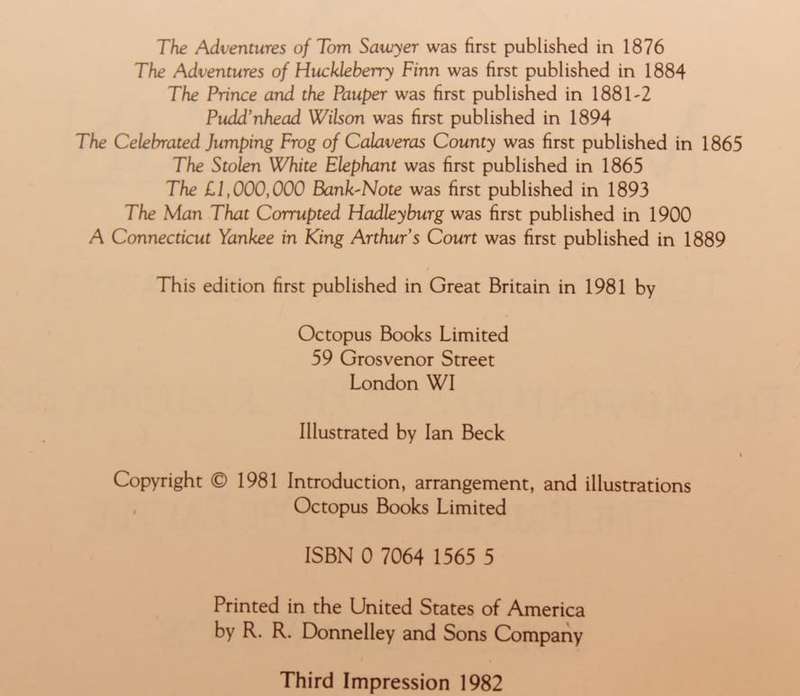 The Adventures of Tom Sawyer was first published in 1876
The Adventures of Huckleberry Finn was first published in 1884
The Prince and the Pauper was first published in 1881-2
Pudd'nhead Wilson was first published in 1894
The Celebrated Jumping Frog of Calaveras County was first published in 1865
The Stolen White Elephant was first published in 1865
The £1,000,000 Bank-Note was first published in 1893
The Man That Corrupted Hadleyburg was first published in 1900
A Connecticut Yankee in King Arthur's Court was first published in 1889
This edition first published in Great Britain in 1981 by
Octopus Books Limited
59 Grosvenor Street
London WI
Illustrated by Ian Beck
Copyright © 1981 Introduction, arrangement, and illustrations
Octopus Books Limited
ISBN 0 7064 1565 5
Printed in the United States of America
by R. R. Donnelley and Sons Company
Third Impression 1982